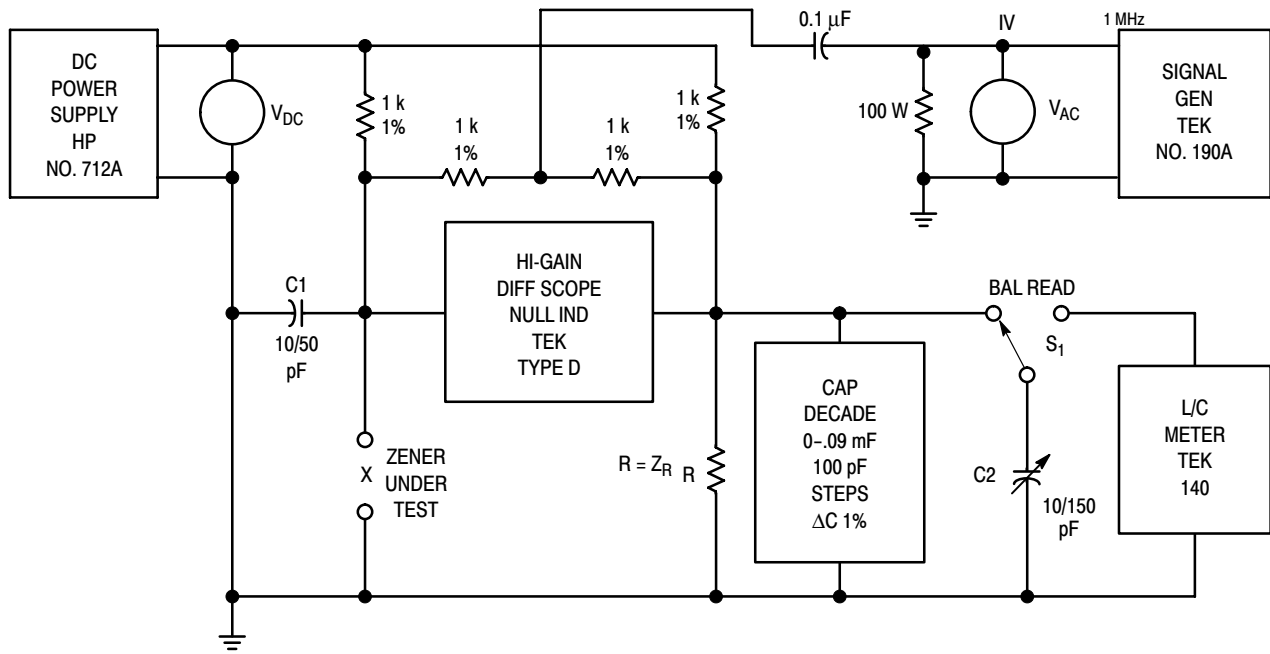 DC
POWER
SUPPLY
HP
NO. 712A
VDC
1 k
1%
1 k
1%
1 k
1%
1 k
1%
0.1 µF
100 W
IV
VAC
1 MHz
SIGNAL
GEN
TEK
NO. 190A
C1
10/50
pF
HI-GAIN
DIFF SCOPE
NULL IND
TEK
TYPE D
X
ZENER
UNDER
TEST
R = ZR
R
CAP
DECADE
0-.09 mF
100 pF
STEPS
ΔC 1%
BAL READ
S1
C2
10/150
pF
L/C
METER
TEK
140